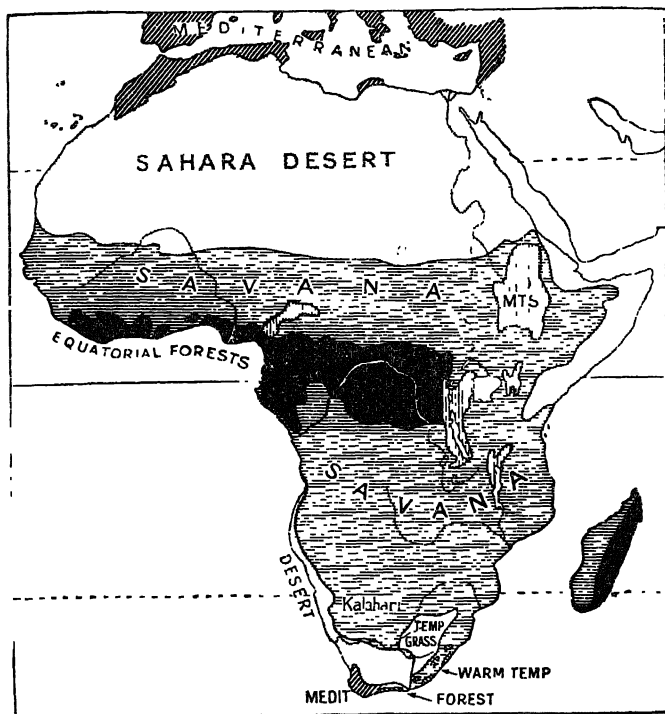 MEDITERRANEAN
SAHARA DESERT
SAVANA
MTS
EQUATORIAL FORESTS
SAVANA
DESERT
Kalahari
TEMP
GRASS
WARM TEMP
MEDIT
FOREST